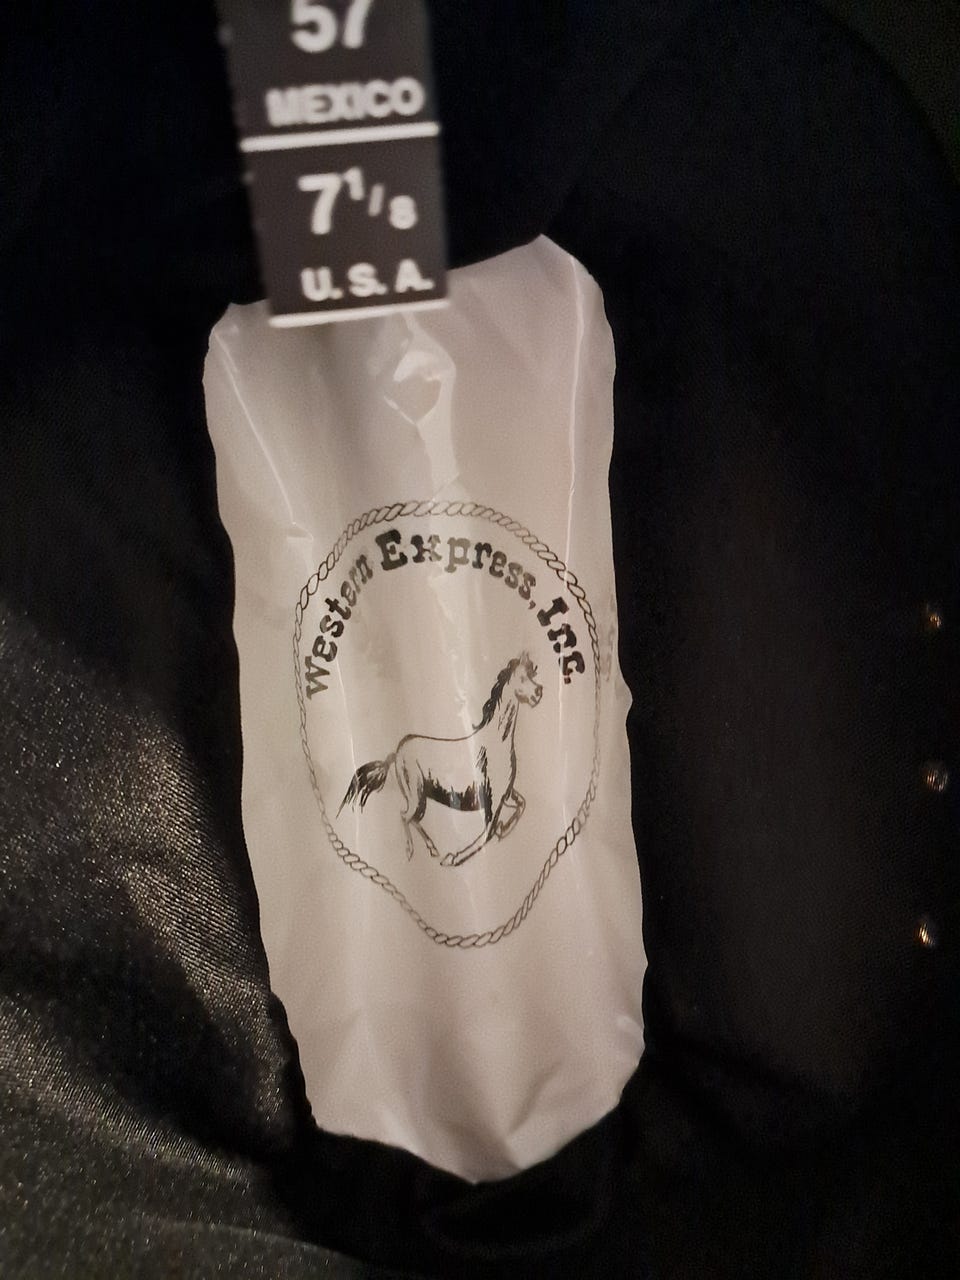 57
MEXICO
7 1/8
U.S.A.
Western Express, Inc.